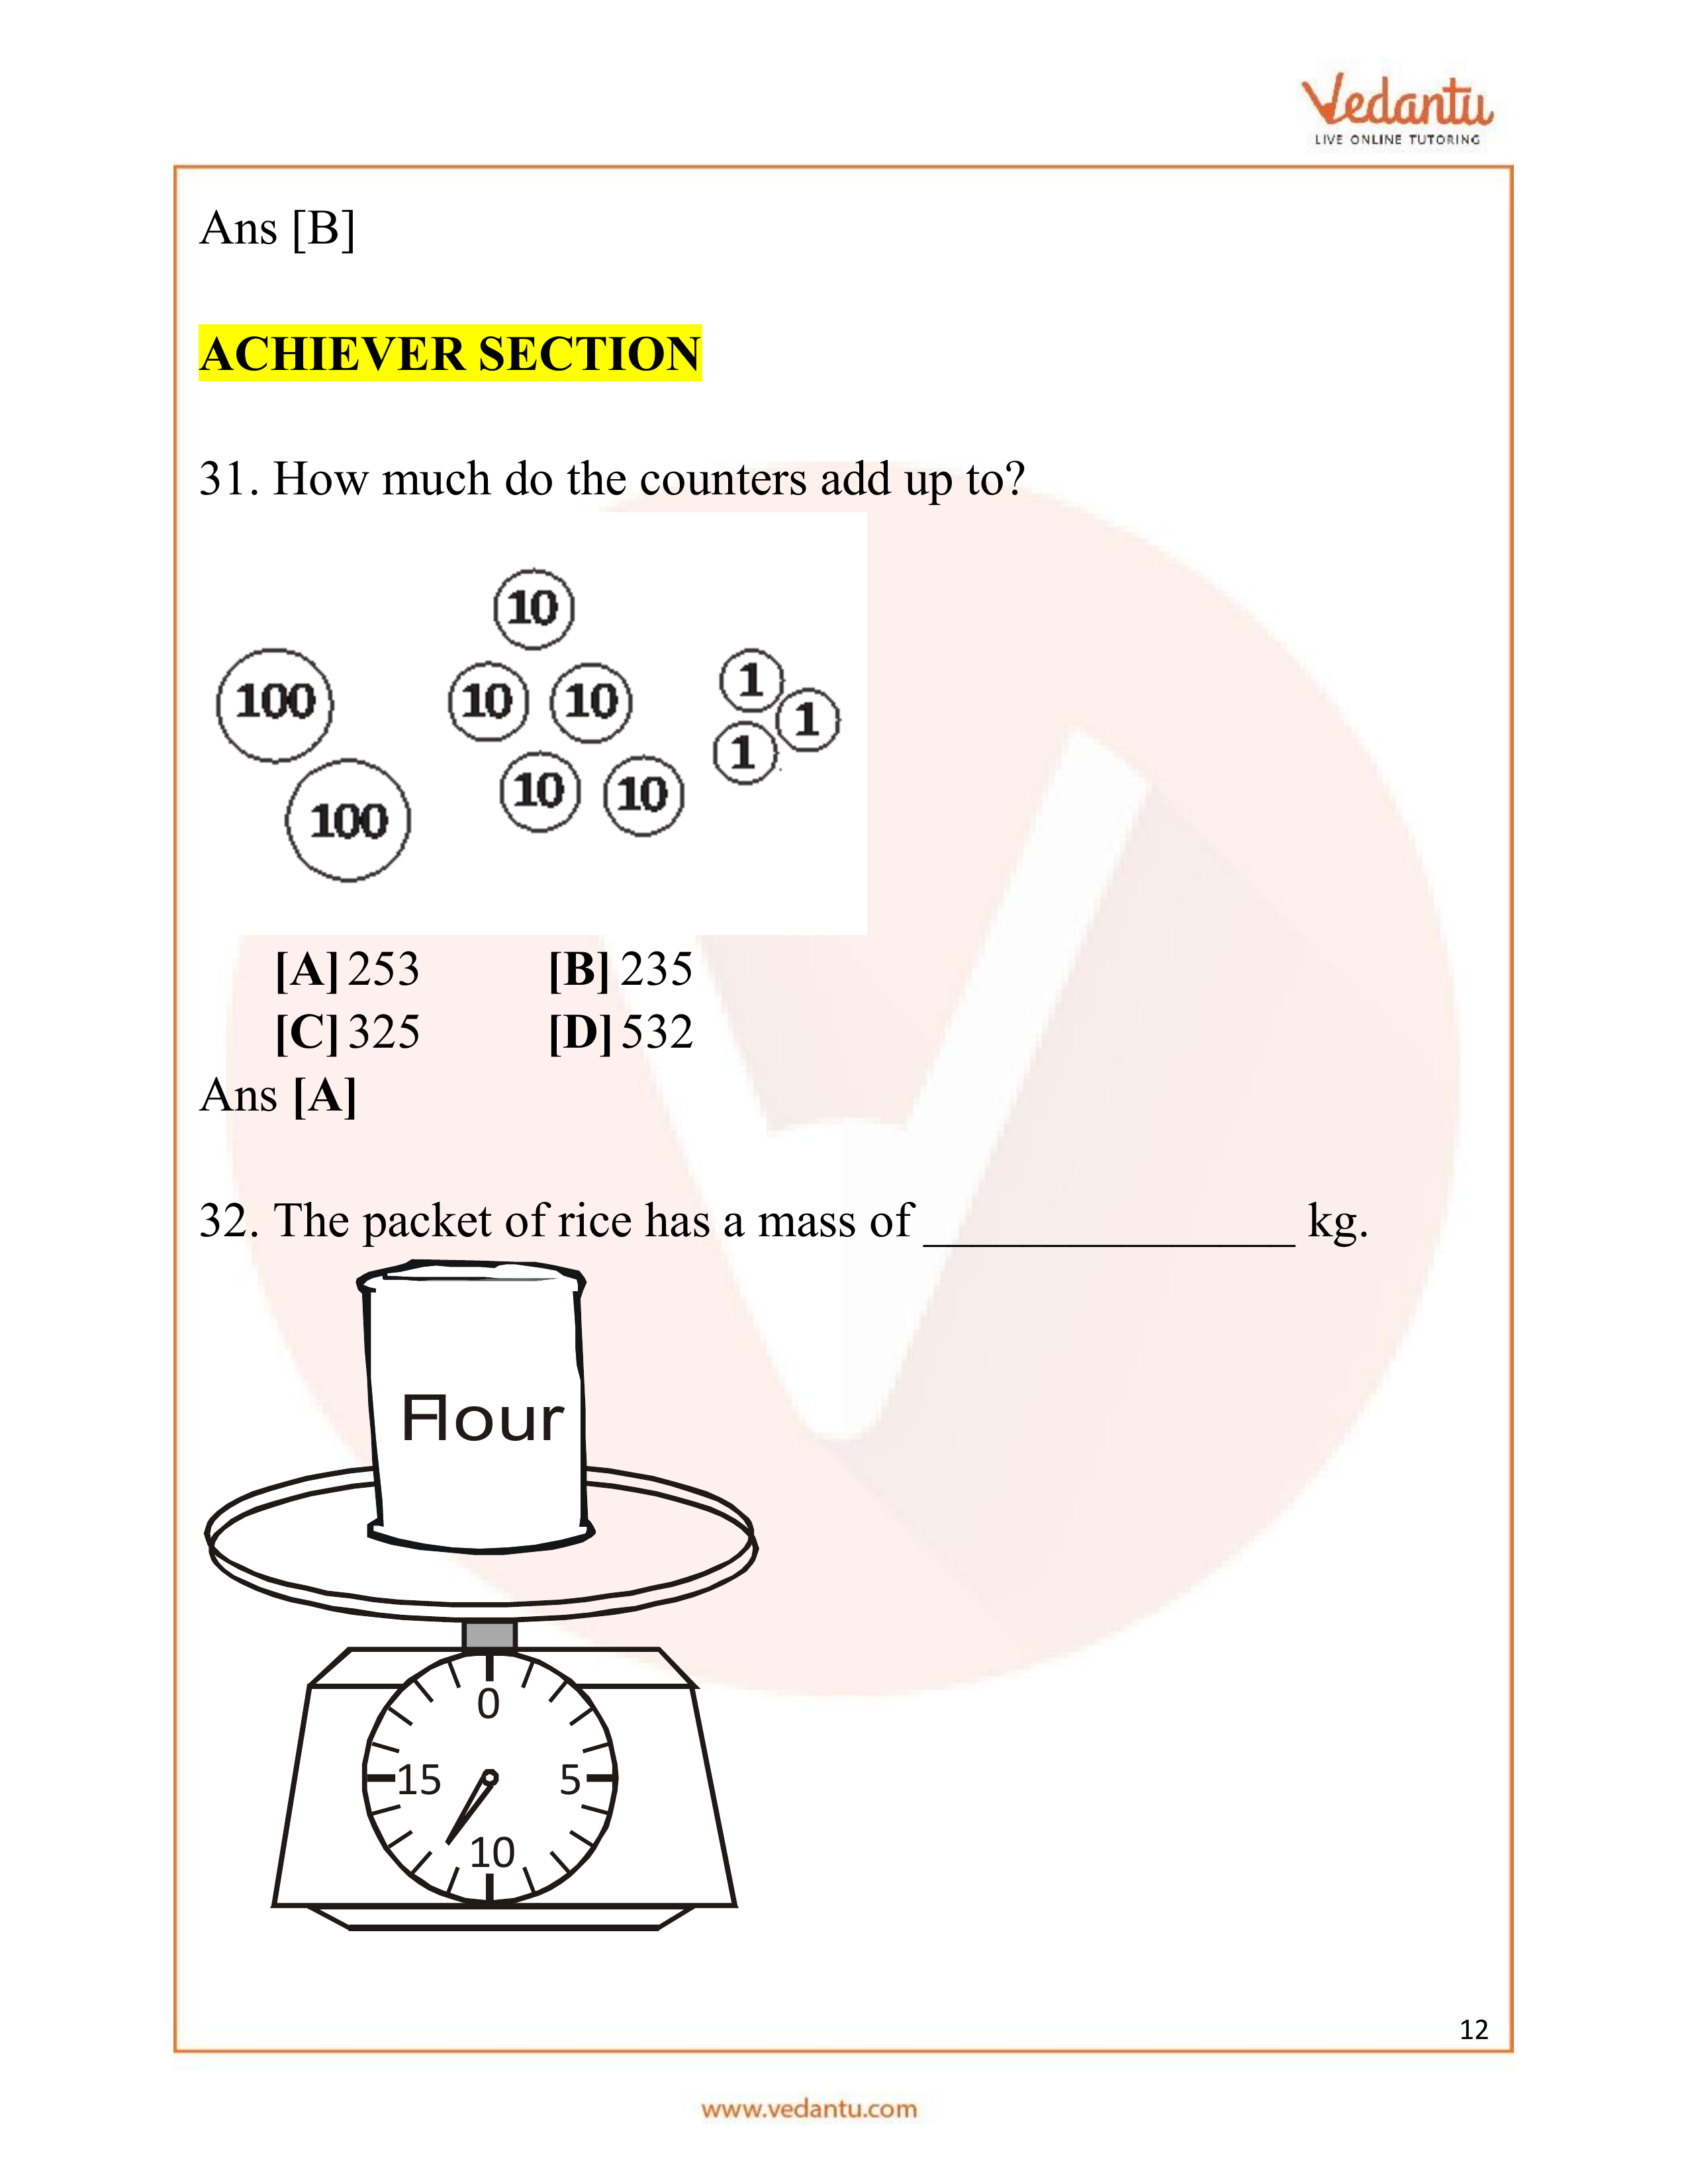 Vedantu
LIVE ONLINE TUTORING
Ans [B]
ACHIEVER SECTION
31. How much do the counters add up to?
10
100 10 10 1
1
1
100 10 10
[A] 253 [B] 235
[C] 325 [D] 532
Ans [A]
32. The packet of rice has a mass of _______________ kg.
Flour
0
15 5
10
12
www.vedantu.com